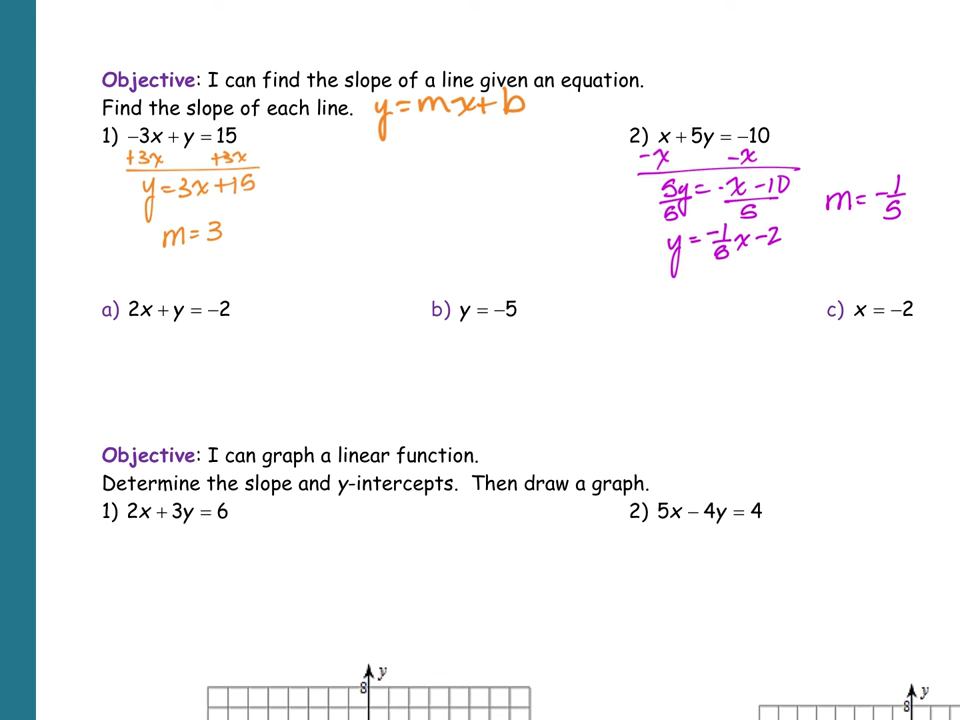 Objective: I can find the slope of a line given an equation.
Find the slope of each line. y = mx + b
1) −3x + y = 15
+3x +3x
y = 3x + 15
m = 3
2) x + 5y = −10
-x -x
5y/5 = -x - 10/5
m = -1/5
y = -1/5 x - 2
a) 2x + y = −2
b) y = −5
c) x = −2
Objective: I can graph a linear function.
Determine the slope and y-intercepts. Then draw a graph.
1) 2x + 3y = 6
2) 5x − 4y = 4
y
8
y
8